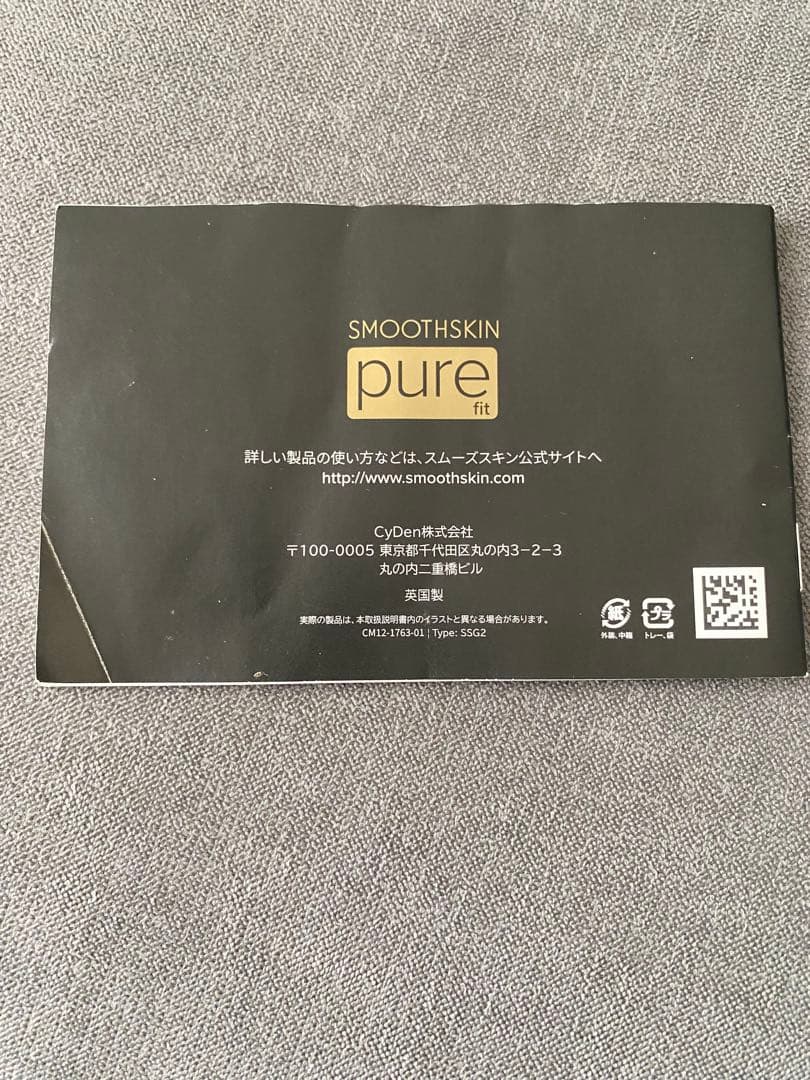 SMOOTHSKIN
pure
fit
詳しい製品の使い方などは、スムーズスキン公式サイトへ
http://www.smoothskin.com
CyDen株式会社
〒100-0005 東京都千代田区丸の内3−2−3
丸の内二重橋ビル
英国製
実際の製品は、本取扱説明書内のイラストと異なる場合があります。
CM12-1763-01 | Type: SSG2
紙
外箱、中箱
プラ
トレー、袋